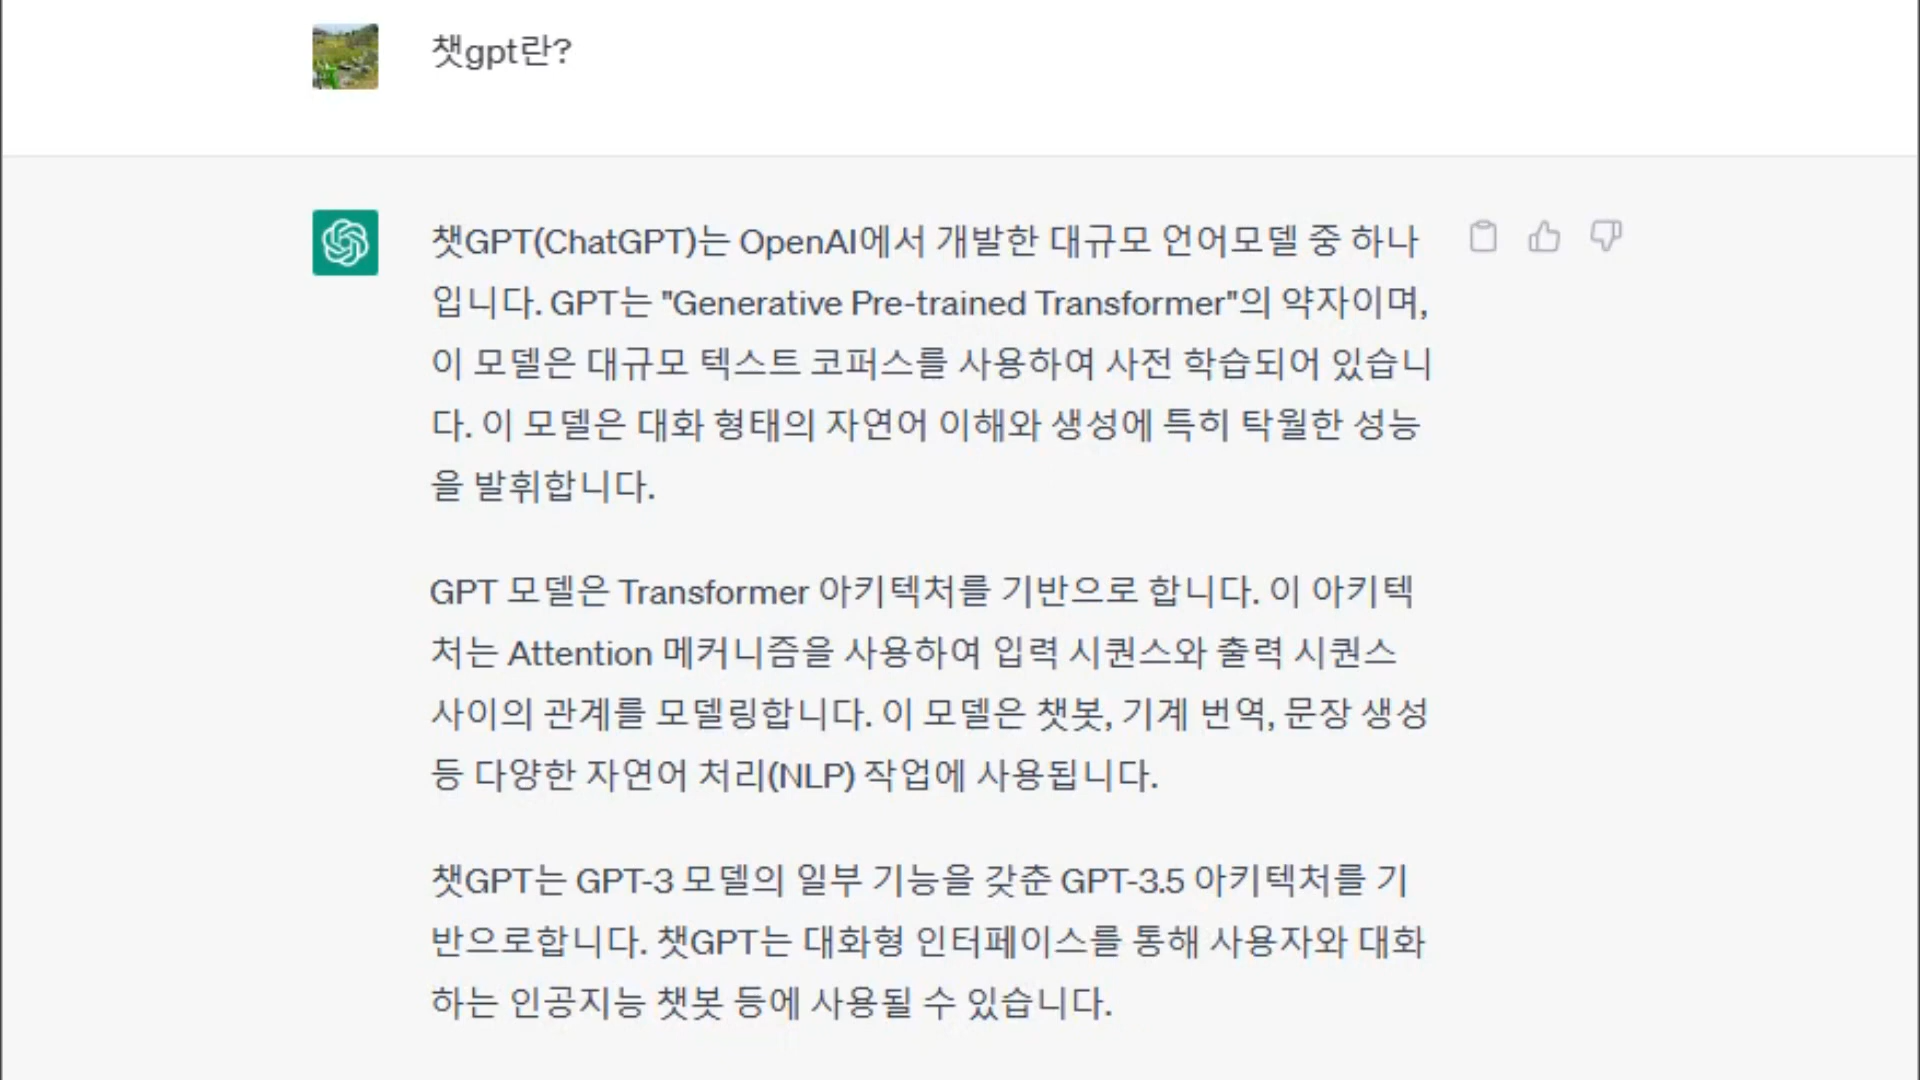 챗gpt란?
챗GPT(ChatGPT)는 OpenAI에서 개발한 대규모 언어모델 중 하나
입니다. GPT는 "Generative Pre-trained Transformer"의 약자이며,
이 모델은 대규모 텍스트 코퍼스를 사용하여 사전 학습되어 있습니
다. 이 모델은 대화 형태의 자연어 이해와 생성에 특히 탁월한 성능
을 발휘합니다.
GPT 모델은 Transformer 아키텍처를 기반으로 합니다. 이 아키텍
처는 Attention 메커니즘을 사용하여 입력 시퀀스와 출력 시퀀스
사이의 관계를 모델링합니다. 이 모델은 챗봇, 기계 번역, 문장 생성
등 다양한 자연어 처리(NLP) 작업에 사용됩니다.
챗GPT는 GPT-3 모델의 일부 기능을 갖춘 GPT-3.5 아키텍처를 기
반으로합니다. 챗GPT는 대화형 인터페이스를 통해 사용자와 대화
하는 인공지능 챗봇 등에 사용될 수 있습니다.